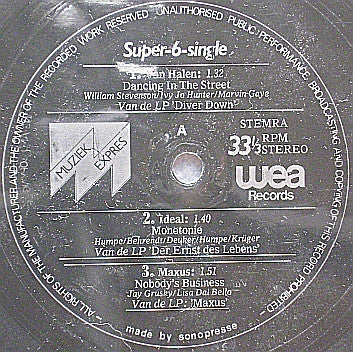 ALL RIGHTS OF THE MANUFACTURER AND THE OWNER OF THE RECORDED WORK RESERVED — UNAUTHORISED PUBLIC PERFORMANCE, BROADCASTING AND COPYING OF THIS RECORD PROHIBITED —
Super-6-single
1. Van Halen: 1.32
Dancing In The Street
William Stevenson/Ivy Jo Hunter/Marvin Gaye
Van de LP 'Diver Down'
MUZIEK
EXPRES
A
STEMRA
33⅓ RPM
STEREO
wea
Records
2. Ideal: 1.40
Monetonie
Humpe/Behrendt/Deuker/Humpe/Krüger
Van de LP 'Der Ernst des Lebens'
3. Maxus: 1.51
Nobody's Business
Jay Grusky/Lisa Dal Bello
Van de LP: 'Maxus'
made by sonopresse